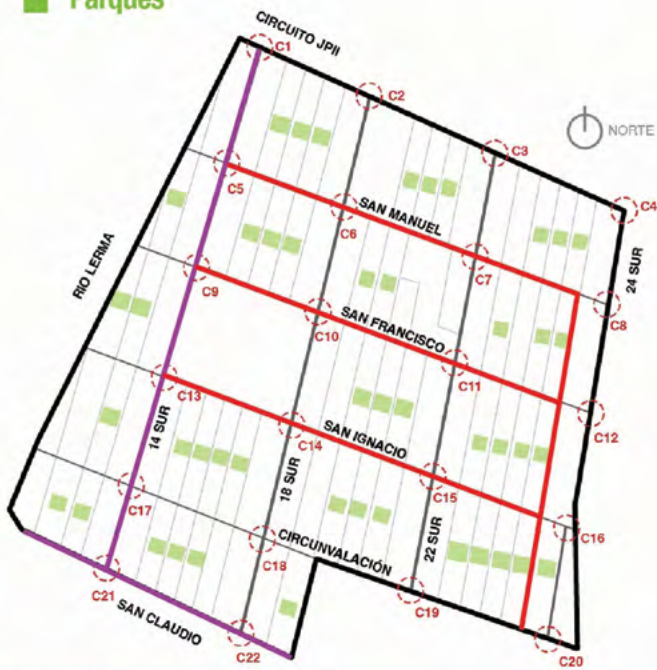 Parques
CIRCUITO JPII
C1
C2
C3
NORTE
C4
C5
SAN MANUEL
C6
C7
24 SUR
RIO LERMA
C8
C9
SAN FRANCISCO
C10
C11
C12
C13
14 SUR
SAN IGNACIO
C14
18 SUR
C15
C16
C17
22 SUR
CIRCUNVALACIÓN
C18
C19
C21
SAN CLAUDIO
C22
C20